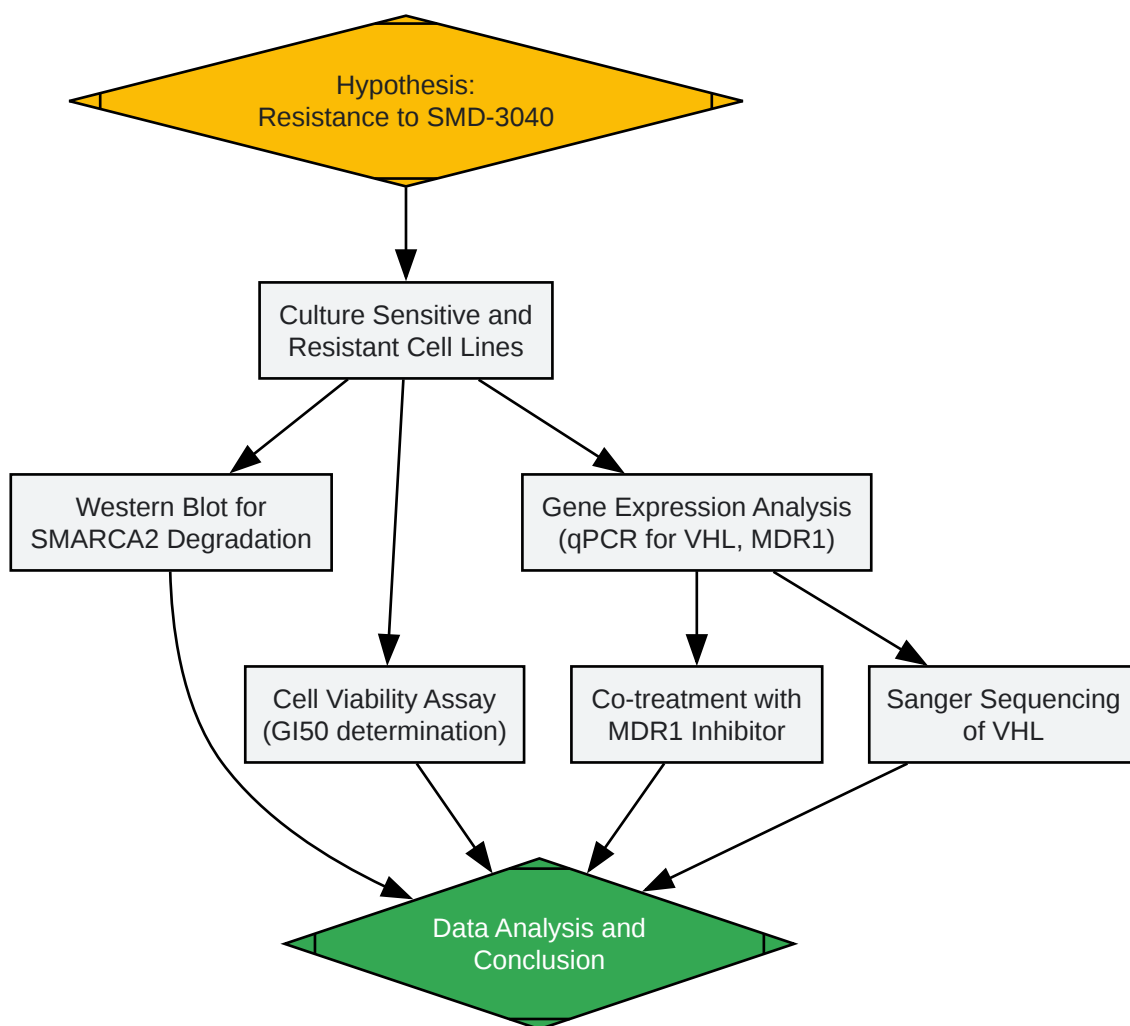 Hypothesis:
Resistance to SMD-3040
Culture Sensitive and
Resistant Cell Lines
Western Blot for
SMARCA2 Degradation
Gene Expression Analysis
(qPCR for VHL, MDR1)
Cell Viability Assay
(GI50 determination)
Co-treatment with
MDR1 Inhibitor
Sanger Sequencing
of VHL
Data Analysis and
Conclusion